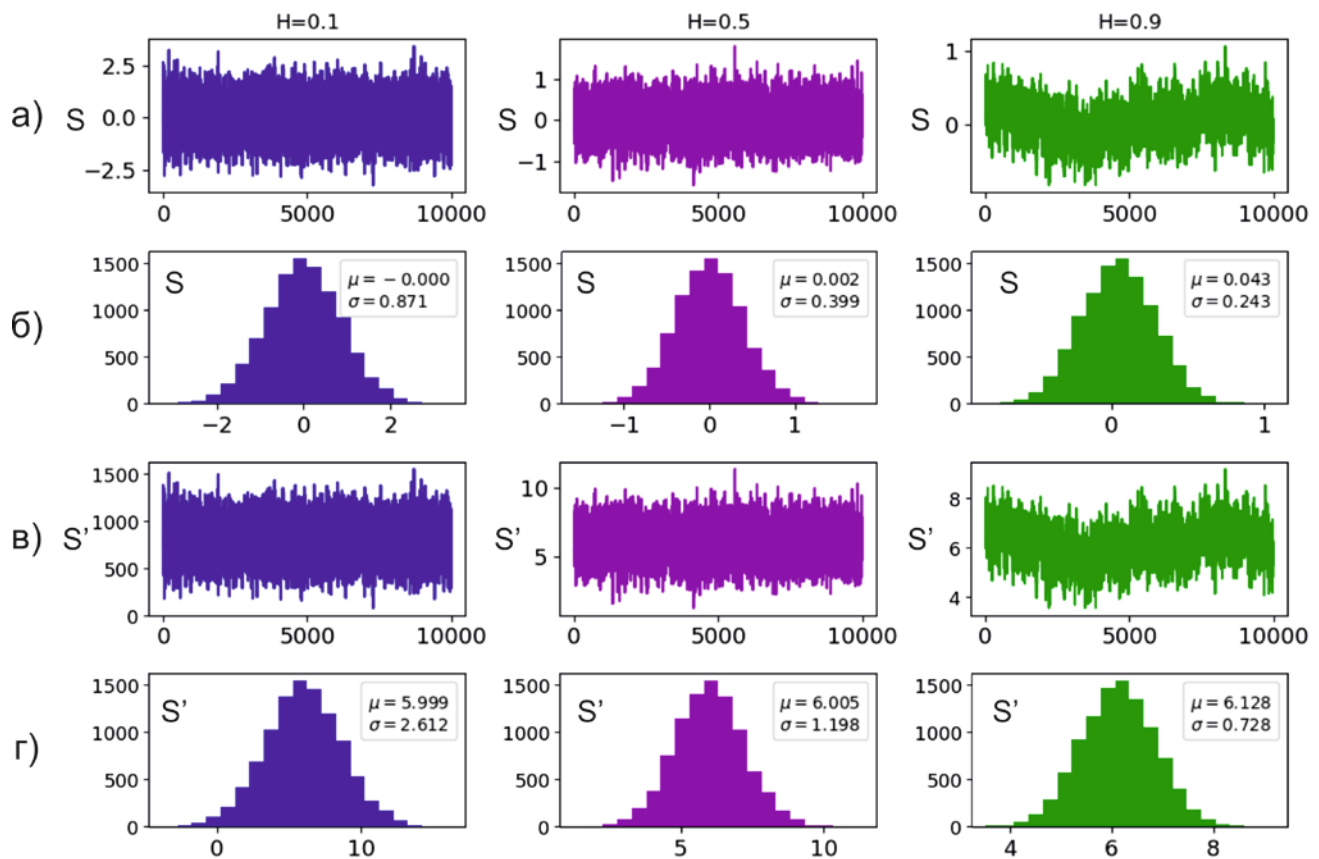 H=0.1 H=0.5 H=0.9
а)
S
2.5
0.0
−2.5
0 5000 10000
S
1
0
−1
0 5000 10000
S
1
0
0 5000 10000
б)
S
1500
1000
500
0
−2 0 2
μ = − 0.000
σ = 0.871
S
1500
1000
500
0
−1 0 1
μ = 0.002
σ = 0.399
S
1500
1000
500
0
0 1
μ = 0.043
σ = 0.243
в)
S’
1500
1000
500
0
0 5000 10000
S’
10
5
0 5000 10000
S’
8
6
4
0 5000 10000
г)
S’
1500
1000
500
0
0 10
μ = 5.999
σ = 2.612
S’
1500
1000
500
0
5 10
μ = 6.005
σ = 1.198
S’
1500
1000
500
0
4 6 8
μ = 6.128
σ = 0.728